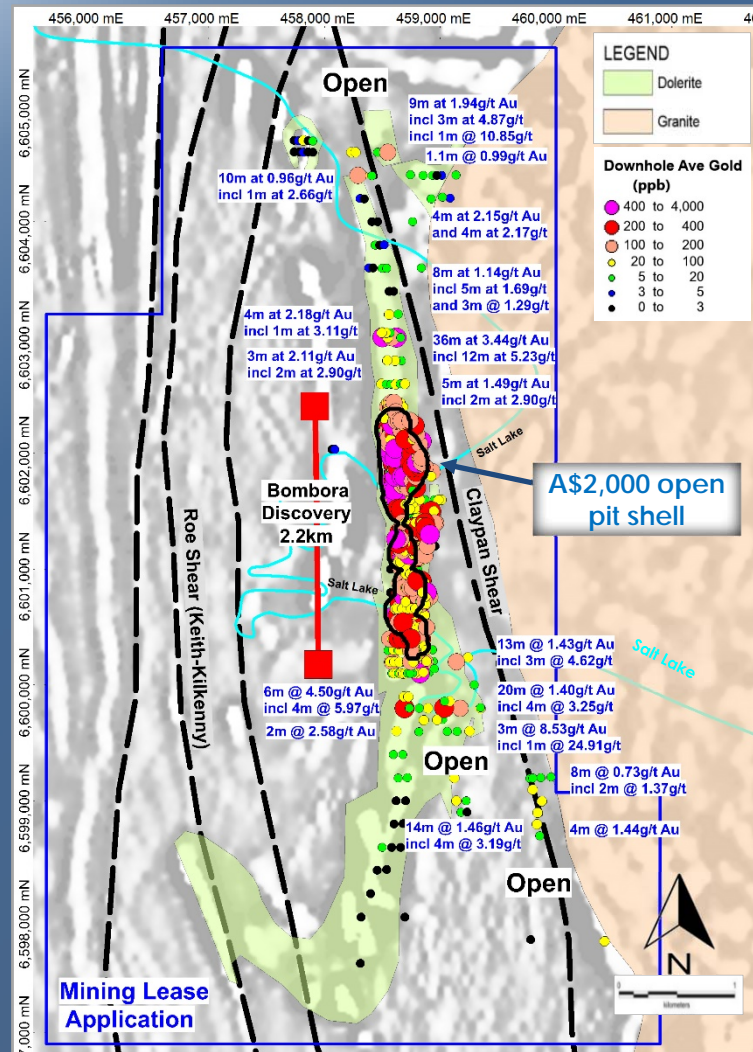 456,000 mE
457,000 mE
458,000 mE
459,000 mE
460,000 mE
461,000 mE
6,605,000 mN
6,604,000 mN
6,603,000 mN
6,602,000 mN
6,601,000 mN
6,600,000 mN
6,599,000 mN
6,598,000 mN
LEGEND
Dolerite
Granite
Downhole Ave Gold
(ppb)
400 to 4,000
200 to 400
100 to 200
20 to 100
5 to 20
3 to 5
0 to 3
Open
9m at 1.94g/t Au
incl 3m at 4.87g/t
incl 1m @ 10.85g/t
1.1m @ 0.99g/t Au
10m at 0.96g/t Au
incl 1m at 2.66g/t
4m at 2.15g/t Au
and 4m at 2.17g/t
8m at 1.14g/t Au
incl 5m at 1.69g/t
and 3m @ 1.29g/t
4m at 2.18g/t Au
incl 1m at 3.11g/t
3m at 2.11g/t Au
incl 2m at 2.90g/t
36m at 3.44g/t Au
incl 12m at 5.23g/t
5m at 1.49g/t Au
incl 2m at 2.90g/t
Salt Lake
A$2,000 open
pit shell
Bombora
Discovery
2.2km
Roe Shear (Keith-Kilkenny)
Claypan Shear
Salt Lake
Salt Lake
13m @ 1.43g/t Au
incl 3m @ 4.62g/t
6m @ 4.50g/t Au
incl 4m @ 5.97g/t
2m @ 2.58g/t Au
20m @ 1.40g/t Au
incl 4m @ 3.25g/t
3m @ 8.53g/t Au
incl 1m @ 24.91g/t
Open
8m @ 0.73g/t Au
incl 2m @ 1.37g/t
14m @ 1.46g/t Au
incl 4m @ 3.19g/t
4m @ 1.44g/t Au
Open
N
0 1
kilometers
Mining Lease
Application